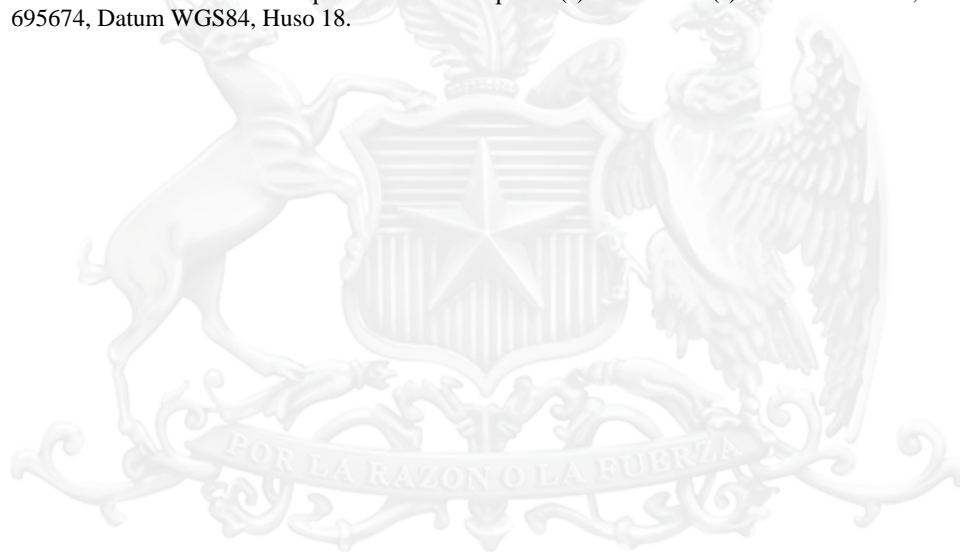 695674, Datum WGS84, Huso 18.
POR LA RAZON O LA FUERZA